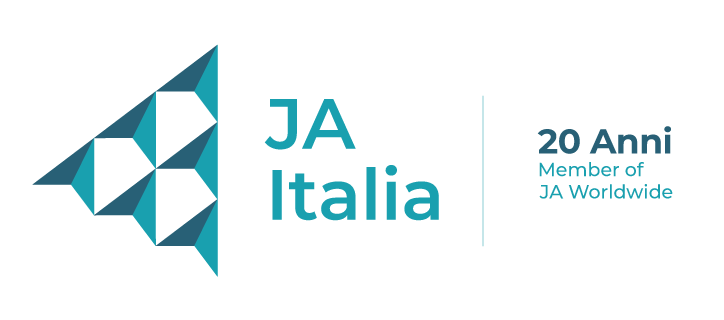 JA
Italia
20 Anni
Member of
JA Worldwide